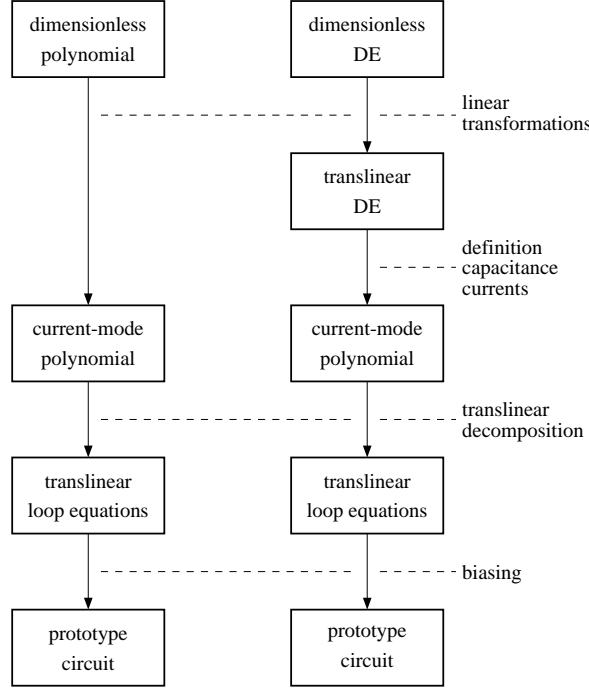 dimensionless
polynomial
dimensionless
DE
linear
transformations
translinear
DE
definition
capacitance
currents
current-mode
polynomial
current-mode
polynomial
translinear
decomposition
translinear
loop equations
translinear
loop equations
biasing
prototype
circuit
prototype
circuit